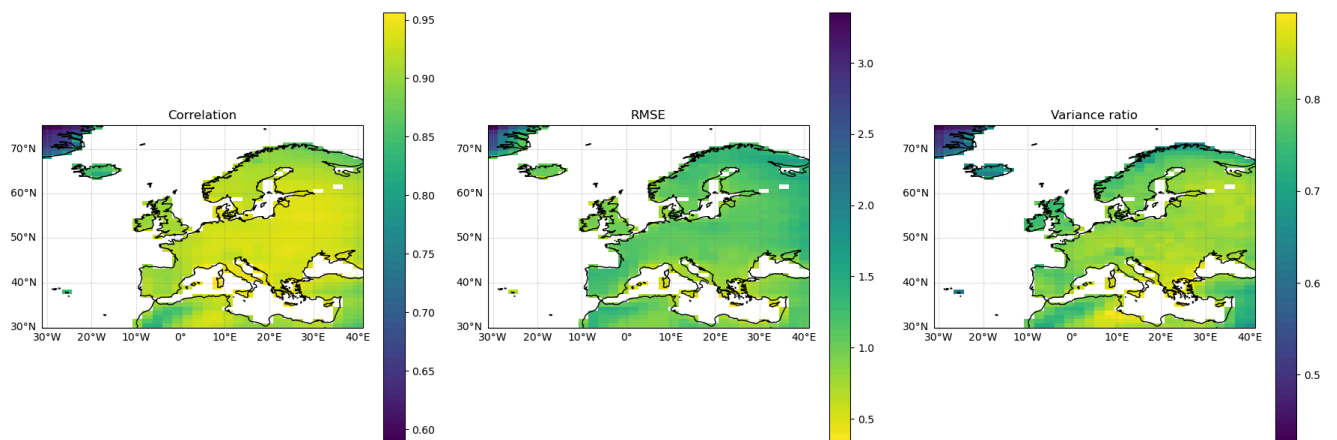 Correlation
70°N
60°N
50°N
40°N
30°N
30°W 20°W 10°W 0° 10°E 20°E 30°E 40°E
0.95
0.90
0.85
0.80
0.75
0.70
0.65
0.60
RMSE
70°N
60°N
50°N
40°N
30°N
30°W 20°W 10°W 0° 10°E 20°E 30°E 40°E
3.0
2.5
2.0
1.5
1.0
0.5
Variance ratio
70°N
60°N
50°N
40°N
30°N
30°W 20°W 10°W 0° 10°E 20°E 30°E 40°E
0.8
0.7
0.6
0.5